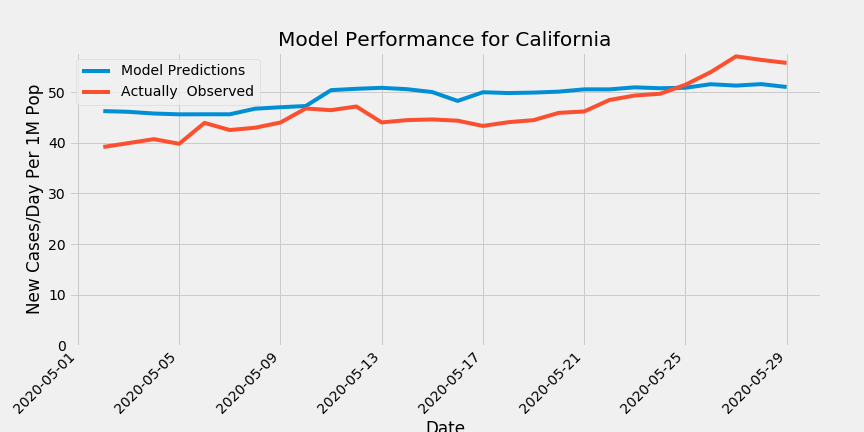 Model Performance for California
Model Predictions
Actually  Observed
New Cases/Day Per 1M Pop
50
40
30
20
10
0
2020-05-01
2020-05-05
2020-05-09
2020-05-13
2020-05-17
2020-05-21
2020-05-25
2020-05-29
Date